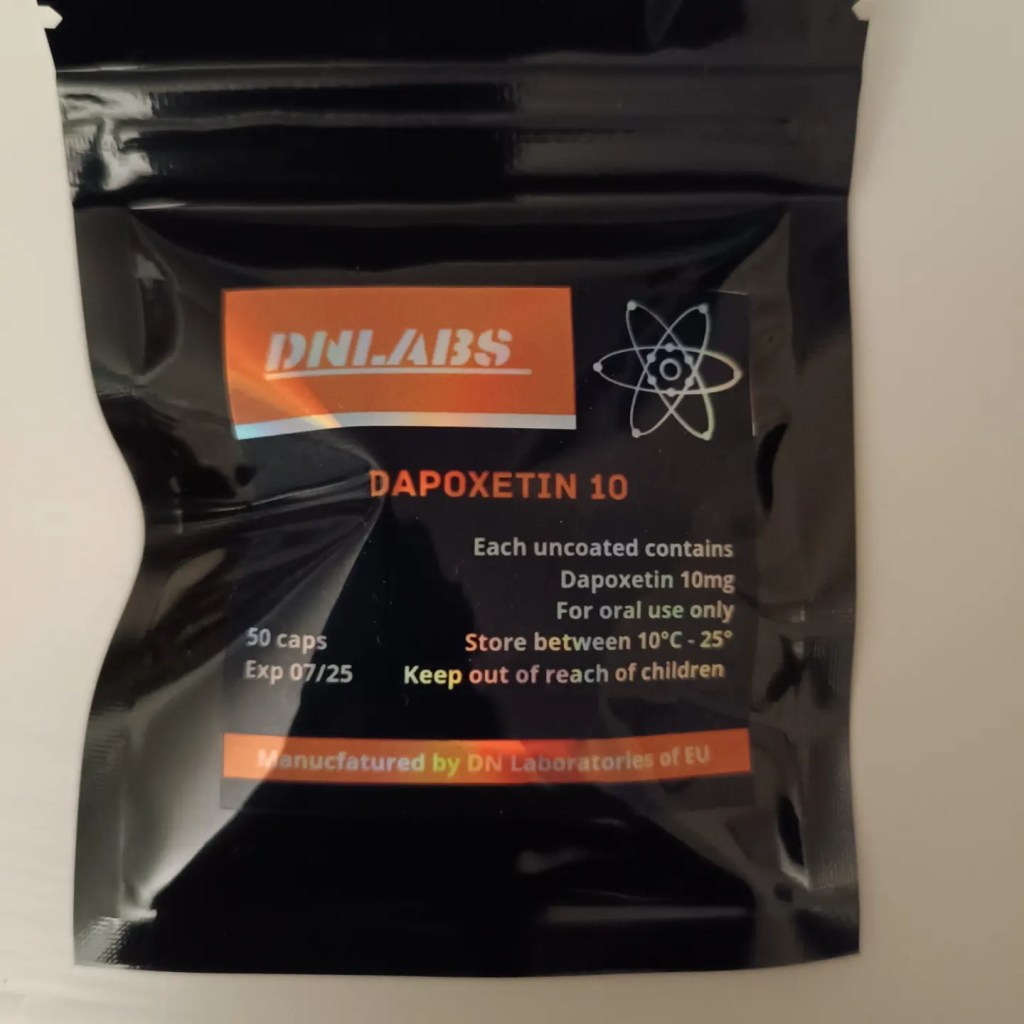 DNLABS
DAPOXETIN 10
Each uncoated contains
Dapoxetin 10mg
For oral use only
50 caps
Store between 10°C - 25°
Exp 07/25
Keep out of reach of children
Manucfatured by DN Laboratories of EU